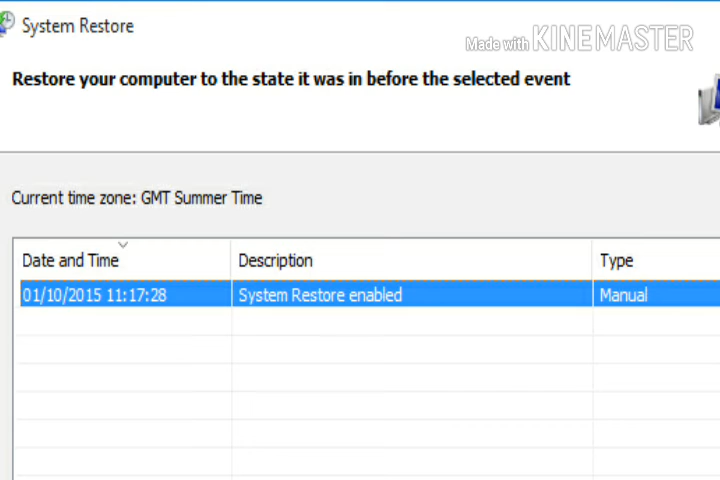 System Restore
Made with KINEMASTER
Restore your computer to the state it was in before the selected event
Current time zone: GMT Summer Time
Date and Time Description Type
01/10/2015 11:17:28 System Restore enabled Manual